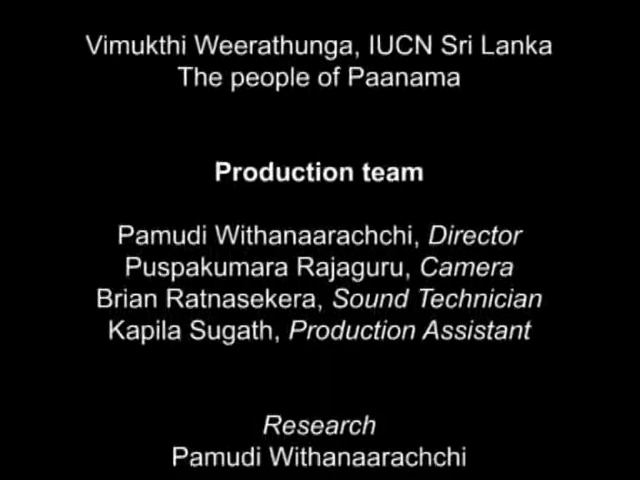 Vimukthi Weerathunga, IUCN Sri Lanka
The people of Paanama
Production team
Pamudi Withanaarachchi, Director
Puspakumara Rajaguru, Camera
Brian Ratnasekera, Sound Technician
Kapila Sugath, Production Assistant
Research
Pamudi Withanaarachchi